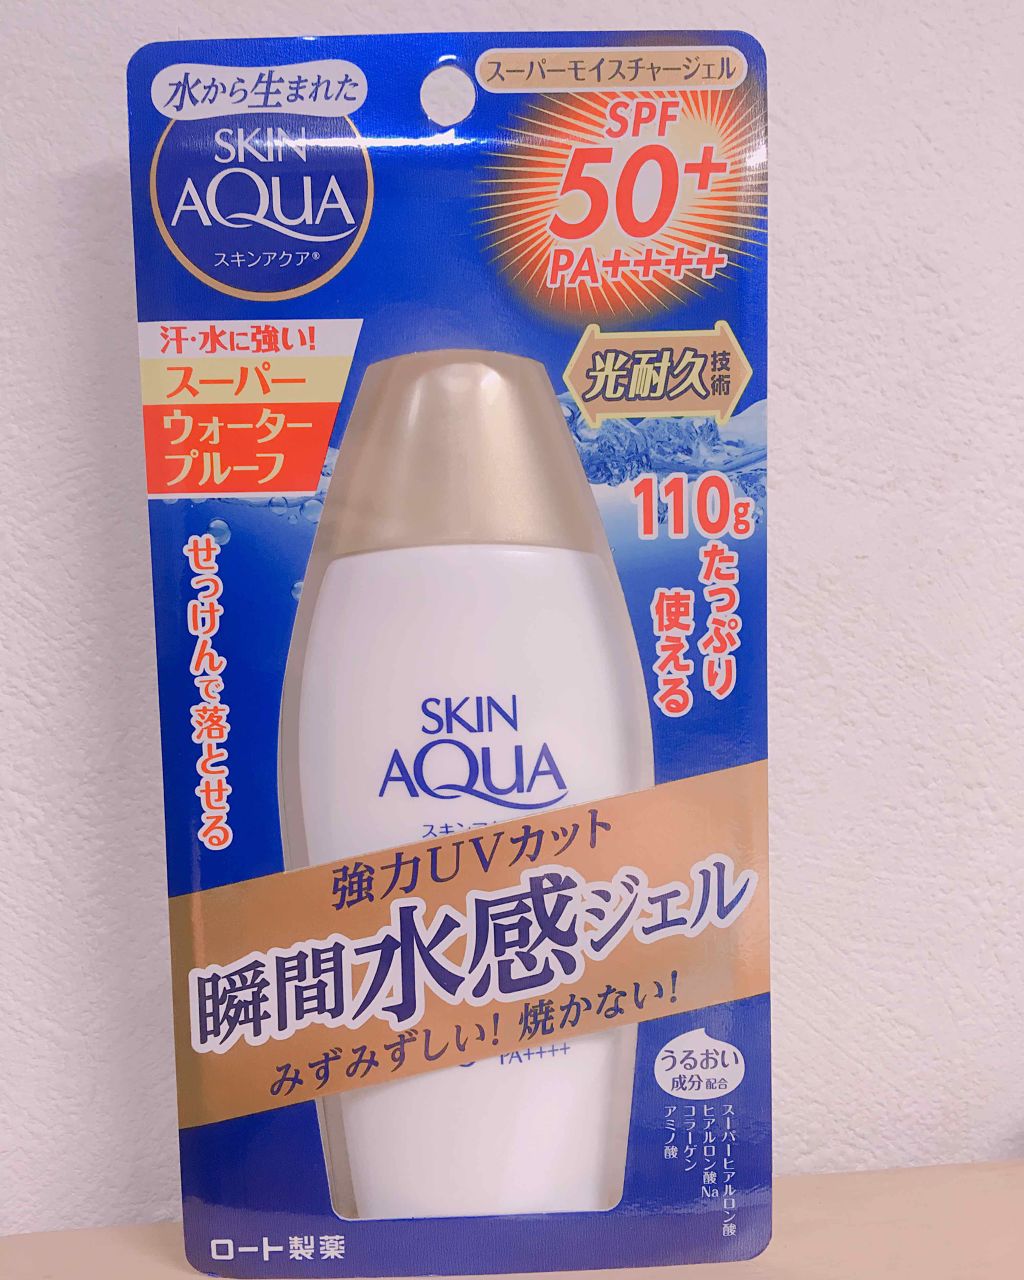 水から生まれた
SKIN
AQUA
スキンアクア®
スーパーモイスチャージェル
SPF
50+
PA++++
汗・水に強い!
スーパー
ウォーター
プルーフ
光耐久技術
110g
たっぷり
使える
せっけんで落とせる
SKIN
AQUA
強力UVカット
瞬間水感ジェル
みずみずしい!焼かない!
PA++++
うるおい
成分配合
スーパーヒアルロン酸
ヒアルロン酸Na
コラーゲン
アミノ酸
ロート製薬